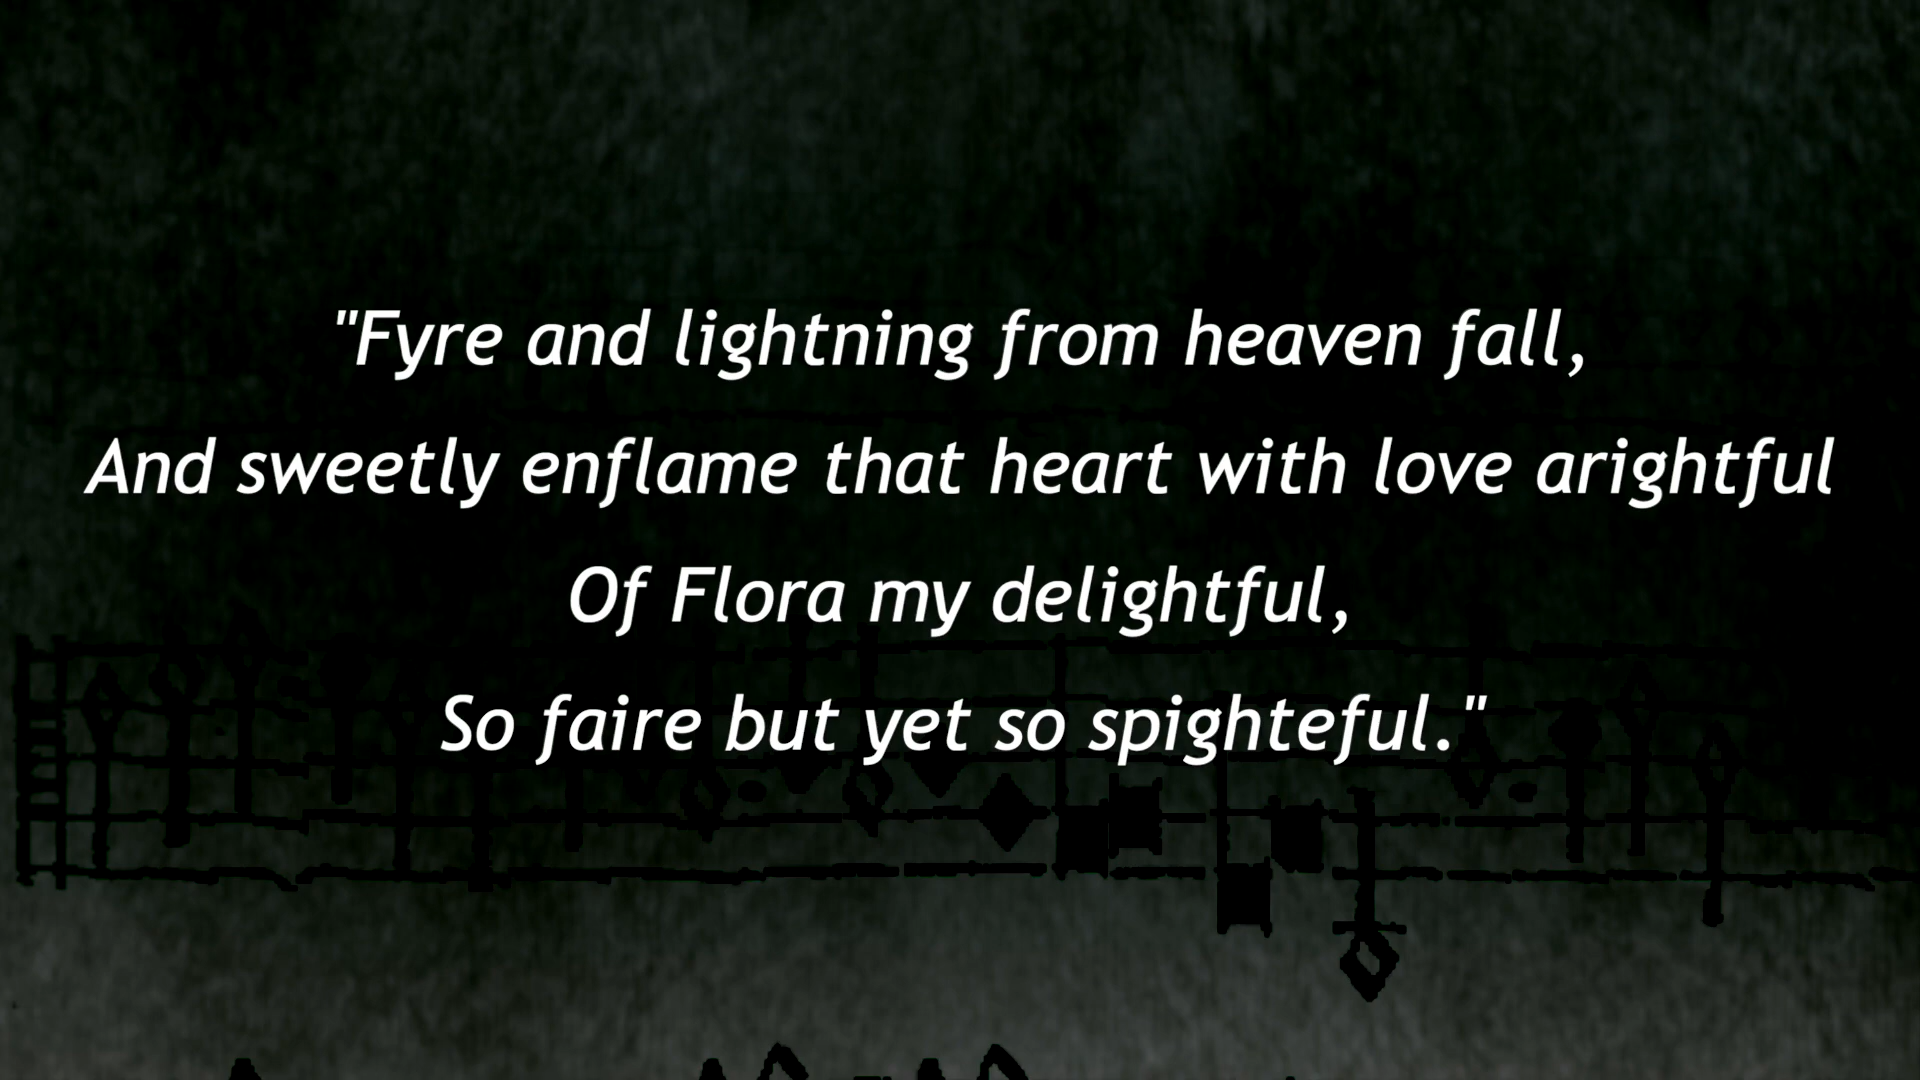 "Fyre and lightning from heaven fall,
And sweetly enflame that heart with love arightful
Of Flora my delightful,
So faire but yet so spighteful."